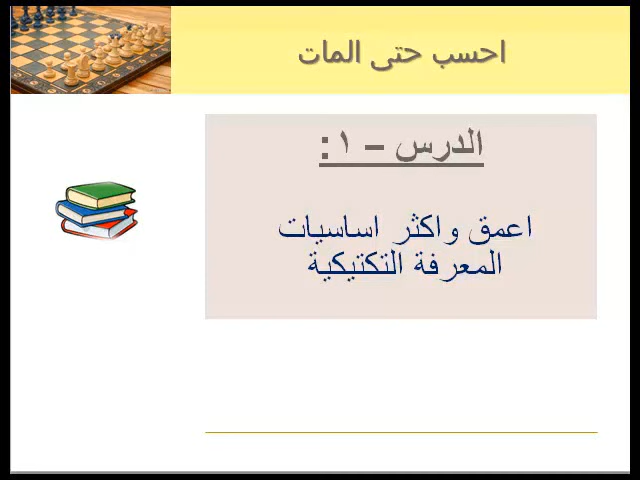 احسب حتى المات
الدرس – ١ :
اعمق واكثر اساسيات
المعرفة التكتيكية